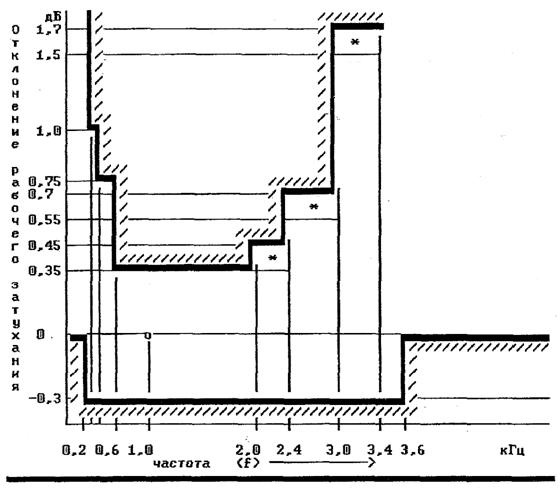 дБ
Отклонение рабочего затухания
1,7
1,5
*
1,0
0,75
0,7
0,55
*
0,45
*
0,35
0
o
-0,3
0,2 0,6 1,0 2,0 2,4 3,0 3,4 3,6 кГц
частота (f)